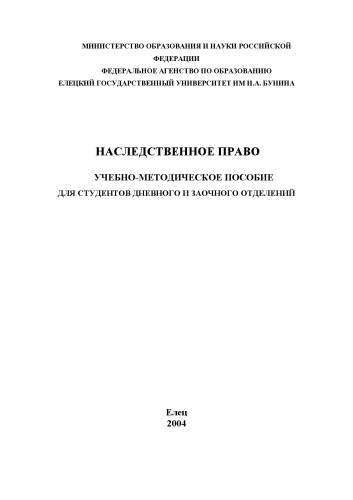 МИНИСТЕРСТВО ОБРАЗОВАНИЯ И НАУКИ РОССИЙСКОЙ
ФЕДЕРАЦИИ
ФЕДЕРАЛЬНОЕ АГЕНСТВО ПО ОБРАЗОВАНИЮ
ЕЛЕЦКИЙ ГОСУДАРСТВЕННЫЙ УНИВЕРСИТЕТ ИМ И.А. БУНИНА
НАСЛЕДСТВЕННОЕ ПРАВО
УЧЕБНО-МЕТОДИЧЕСКОЕ ПОСОБИЕ
ДЛЯ СТУДЕНТОВ ДНЕВНОГО И ЗАОЧНОГО ОТДЕЛЕНИЙ
Елец
2004